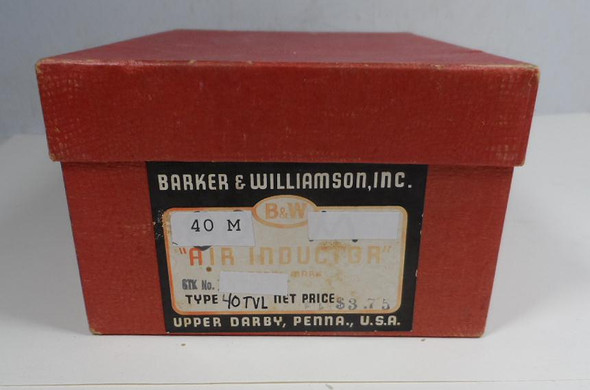 BARKER & WILLIAMSON, INC.
B&W
40 M
"AIR INDUCTOR"
STK No.
TYPE 40TVL NET PRICE $3.75
UPPER DARBY, PENNA., U.S.A.